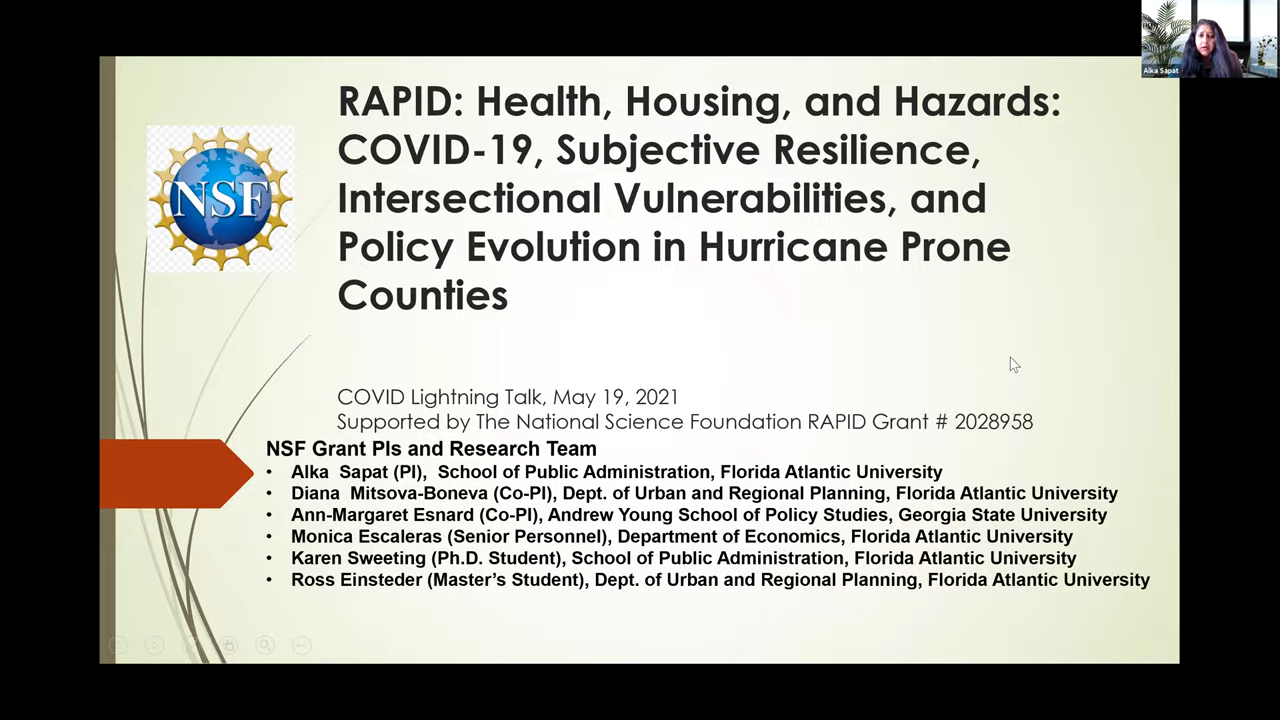 Alka Sapat
RAPID: Health, Housing, and Hazards:
COVID-19, Subjective Resilience,
Intersectional Vulnerabilities, and
Policy Evolution in Hurricane Prone
Counties
NSF
COVID Lightning Talk, May 19, 2021
Supported by The National Science Foundation RAPID Grant # 2028958
NSF Grant PIs and Research Team
• Alka Sapat (PI), School of Public Administration, Florida Atlantic University
• Diana Mitsova-Boneva (Co-PI), Dept. of Urban and Regional Planning, Florida Atlantic University
• Ann-Margaret Esnard (Co-PI), Andrew Young School of Policy Studies, Georgia State University
• Monica Escaleras (Senior Personnel), Department of Economics, Florida Atlantic University
• Karen Sweeting (Ph.D. Student), School of Public Administration, Florida Atlantic University
• Ross Einsteder (Master’s Student), Dept. of Urban and Regional Planning, Florida Atlantic University